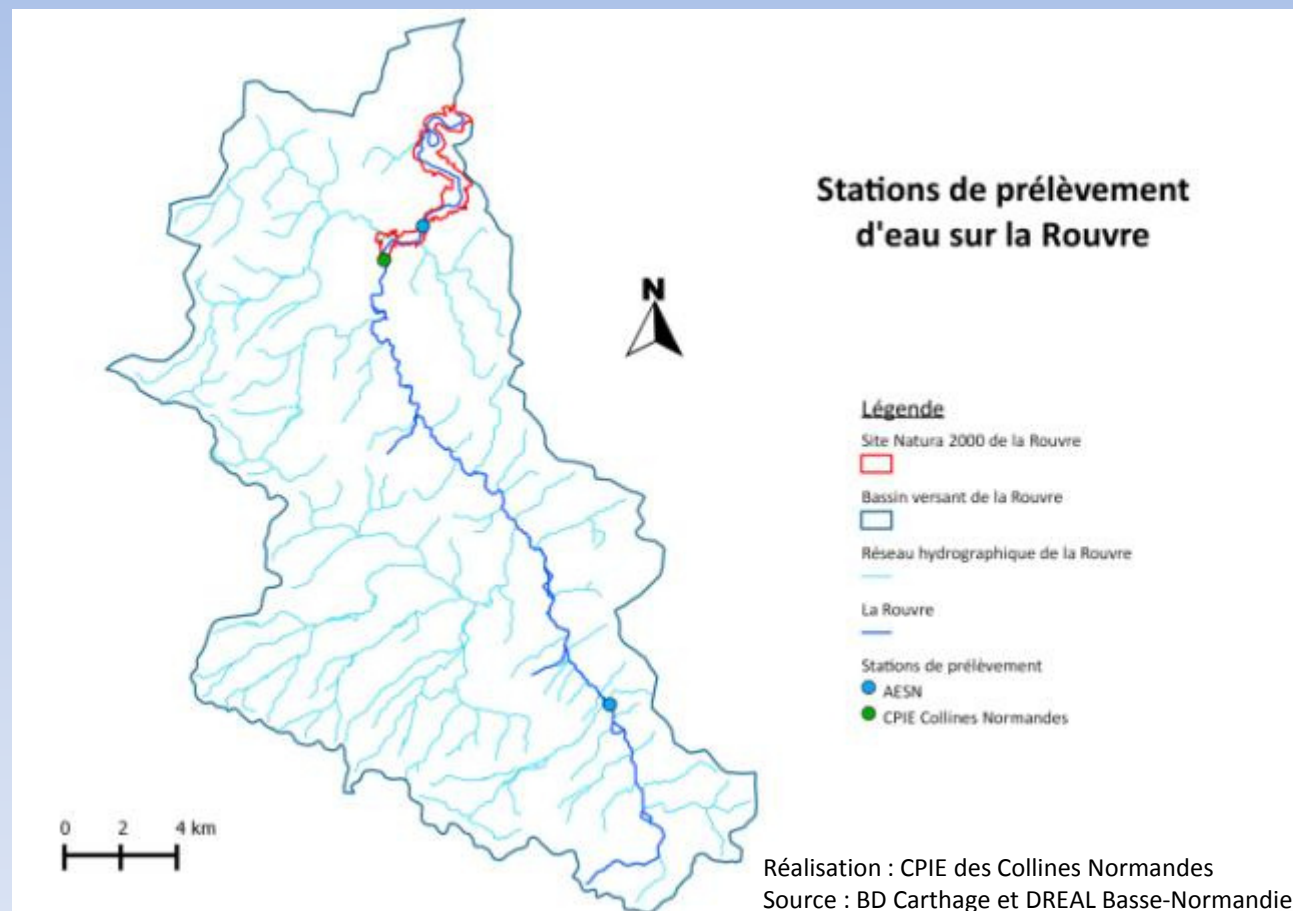 Stations de prélèvement
d'eau sur la Rouvre
N
Légende
Site Natura 2000 de la Rouvre
Bassin versant de la Rouvre
Réseau hydrographique de la Rouvre
La Rouvre
Stations de prélèvement
AESN
CPIE Collines Normandes
0 2 4 km
Réalisation : CPIE des Collines Normandes
Source : BD Carthage et DREAL Basse-Normandie